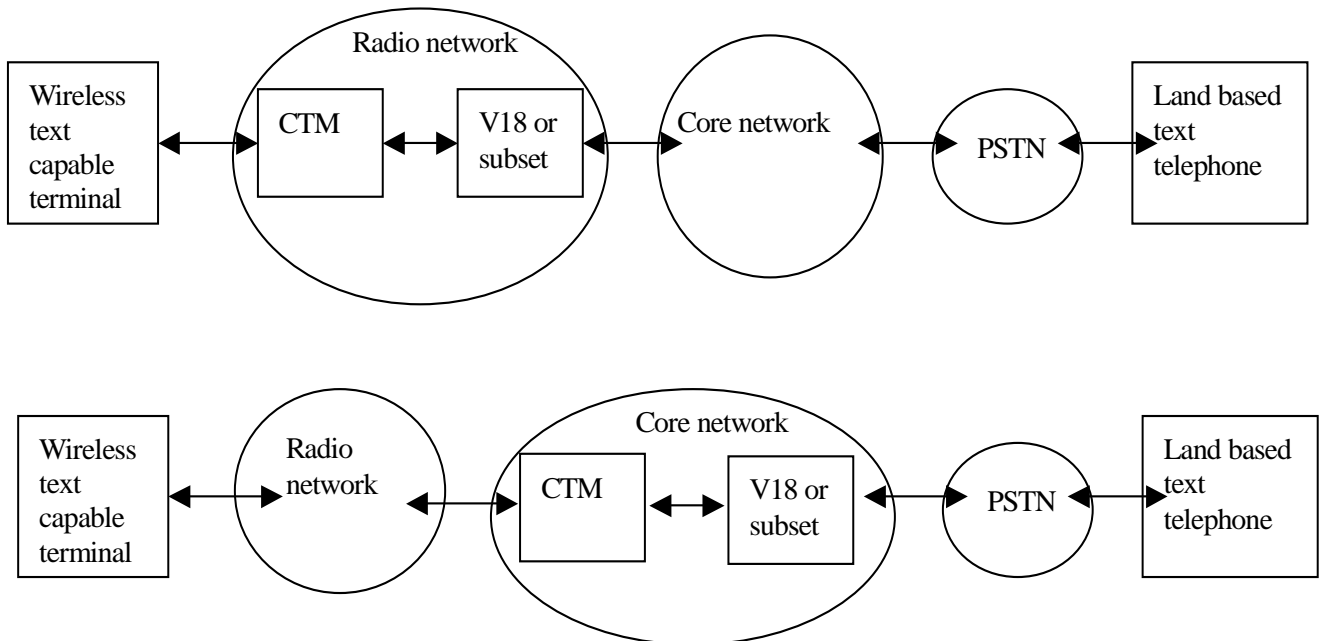 Radio network
Wireless
text
capable
terminal
CTM
V18 or
subset
Core network
PSTN
Land based
text
telephone
Wireless
text
capable
terminal
Radio
network
Core network
CTM
V18 or
subset
PSTN
Land based
text
telephone